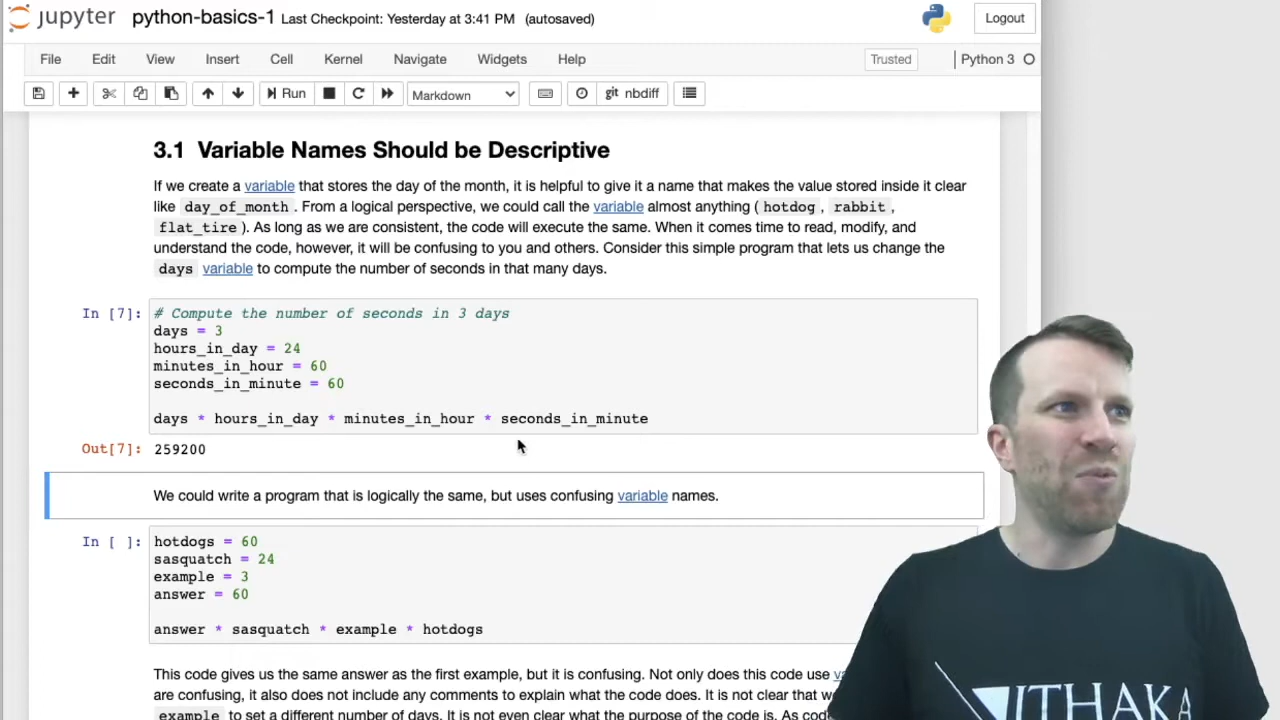 jupyter python-basics-1 Last Checkpoint: Yesterday at 3:41 PM (autosaved) Logout
File Edit View Insert Cell Kernel Navigate Widgets Help Trusted Python 3
Run Markdown git nbdiff
3.1 Variable Names Should be Descriptive
If we create a variable that stores the day of the month, it is helpful to give it a name that makes the value stored inside it clear
like day_of_month . From a logical perspective, we could call the variable almost anything ( hotdog , rabbit ,
flat_tire ). As long as we are consistent, the code will execute the same. When it comes time to read, modify, and
understand the code, however, it will be confusing to you and others. Consider this simple program that lets us change the
days variable to compute the number of seconds in that many days.
In [7]: # Compute the number of seconds in 3 days
days = 3
hours_in_day = 24
minutes_in_hour = 60
seconds_in_minute = 60
days * hours_in_day * minutes_in_hour * seconds_in_minute
Out[7]: 259200
We could write a program that is logically the same, but uses confusing variable names.
In [ ]: hotdogs = 60
sasquatch = 24
example = 3
answer = 60
answer * sasquatch * example * hotdogs
This code gives us the same answer as the first example, but it is confusing. Not only does this code use
are confusing, it also does not include any comments to explain what the code does. It is not clear that
example to set a different number of days. It is not even clear what the purpose of the code is. As code
ITHAKA